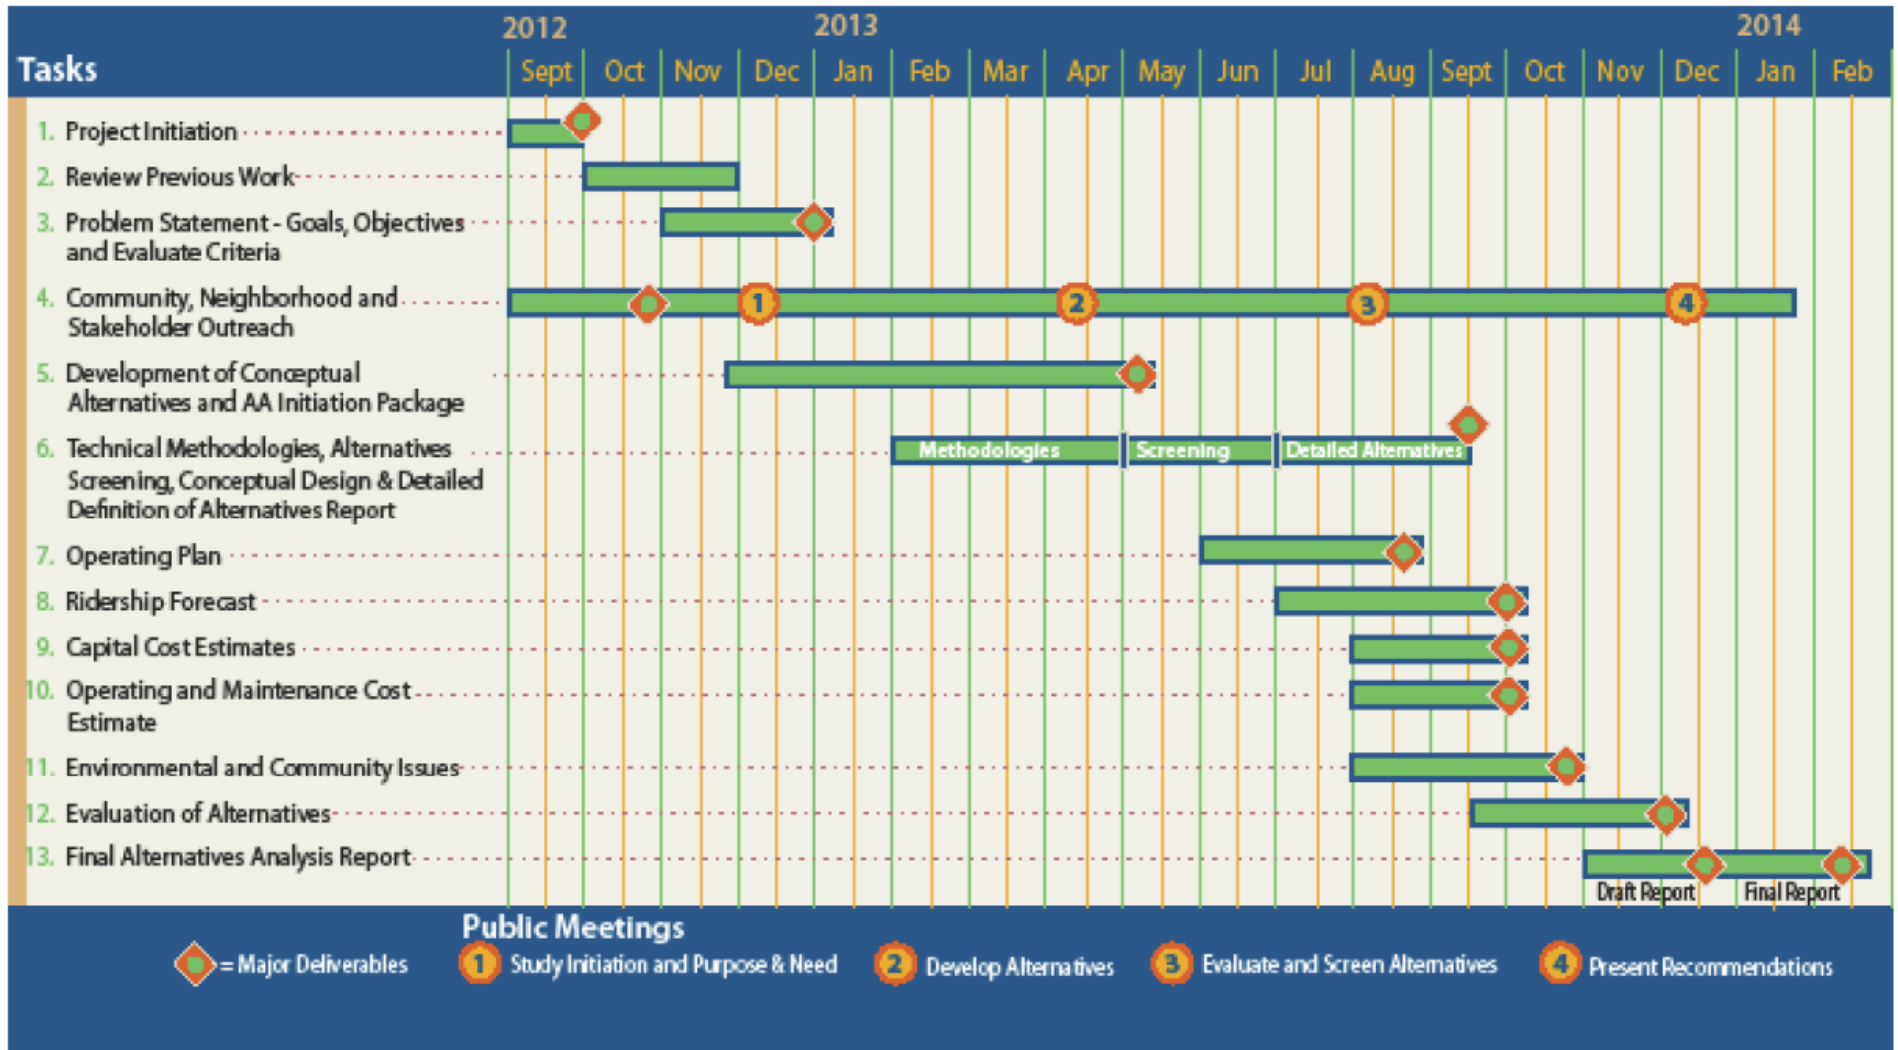 2012 2013 2014
Tasks Sept Oct Nov Dec Jan Feb Mar Apr May Jun Jul Aug Sept Oct Nov Dec Jan Feb
1. Project Initiation
2. Review Previous Work
3. Problem Statement - Goals, Objectives
and Evaluate Criteria
4. Community, Neighborhood and
Stakeholder Outreach
1 2 3 4
5. Development of Conceptual
Alternatives and AA Initiation Package
6. Technical Methodologies, Alternatives
Screening, Conceptual Design & Detailed
Definition of Alternatives Report
Methodologies Screening Detailed Alternatives
7. Operating Plan
8. Ridership Forecast
9. Capital Cost Estimates
10. Operating and Maintenance Cost
Estimate
11. Environmental and Community Issues
12. Evaluation of Alternatives
13. Final Alternatives Analysis Report
Draft Report Final Report
Public Meetings
= Major Deliverables 1 Study Initiation and Purpose & Need 2 Develop Alternatives 3 Evaluate and Screen Alternatives 4 Present Recommendations